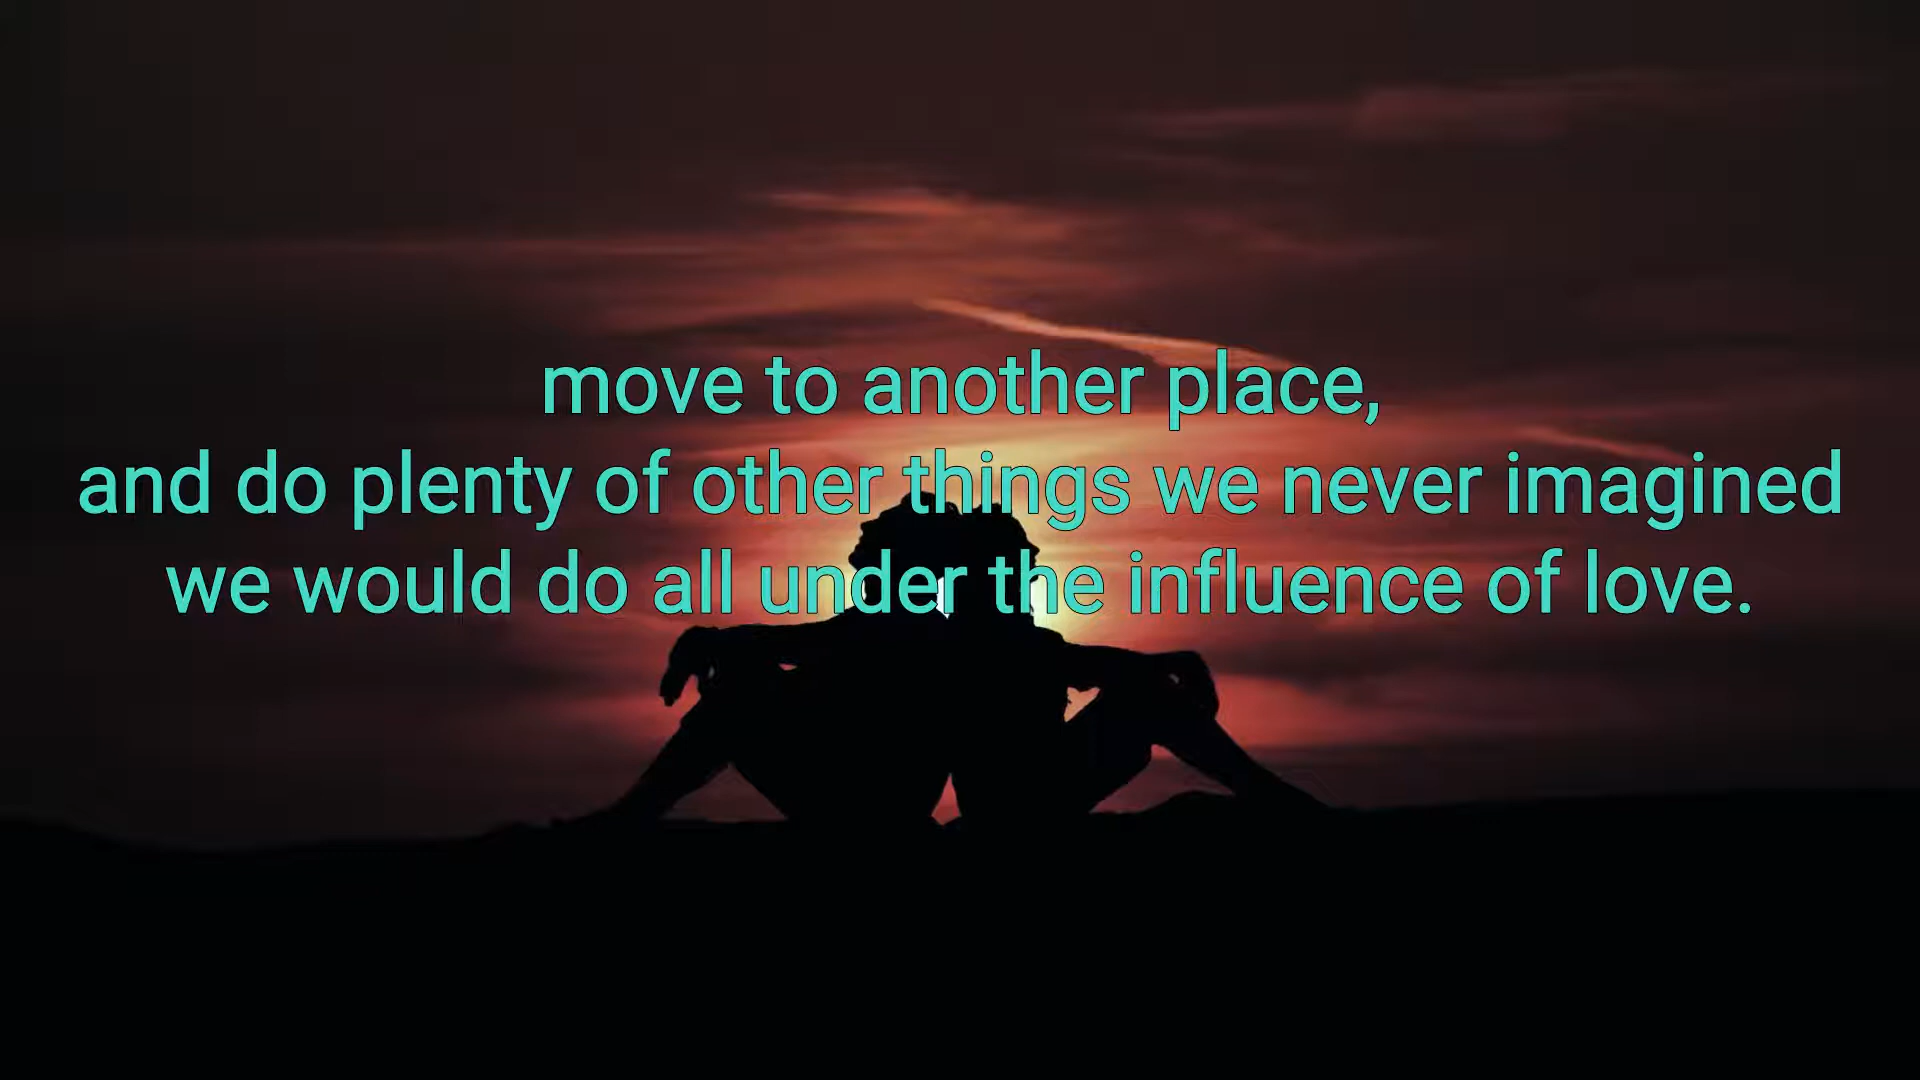 move to another place,
and do plenty of other things we never imagined
we would do all under the influence of love.